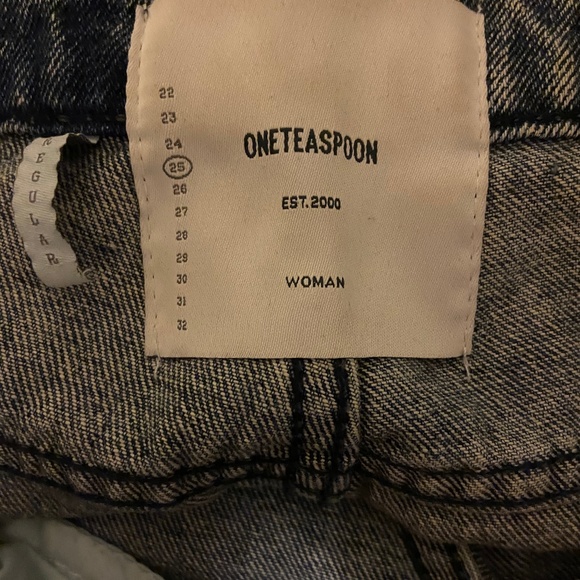 22
23
24
25
26
27
28
29
30
31
32
ONETEASPOON
EST. 2000
WOMAN
REGULAR